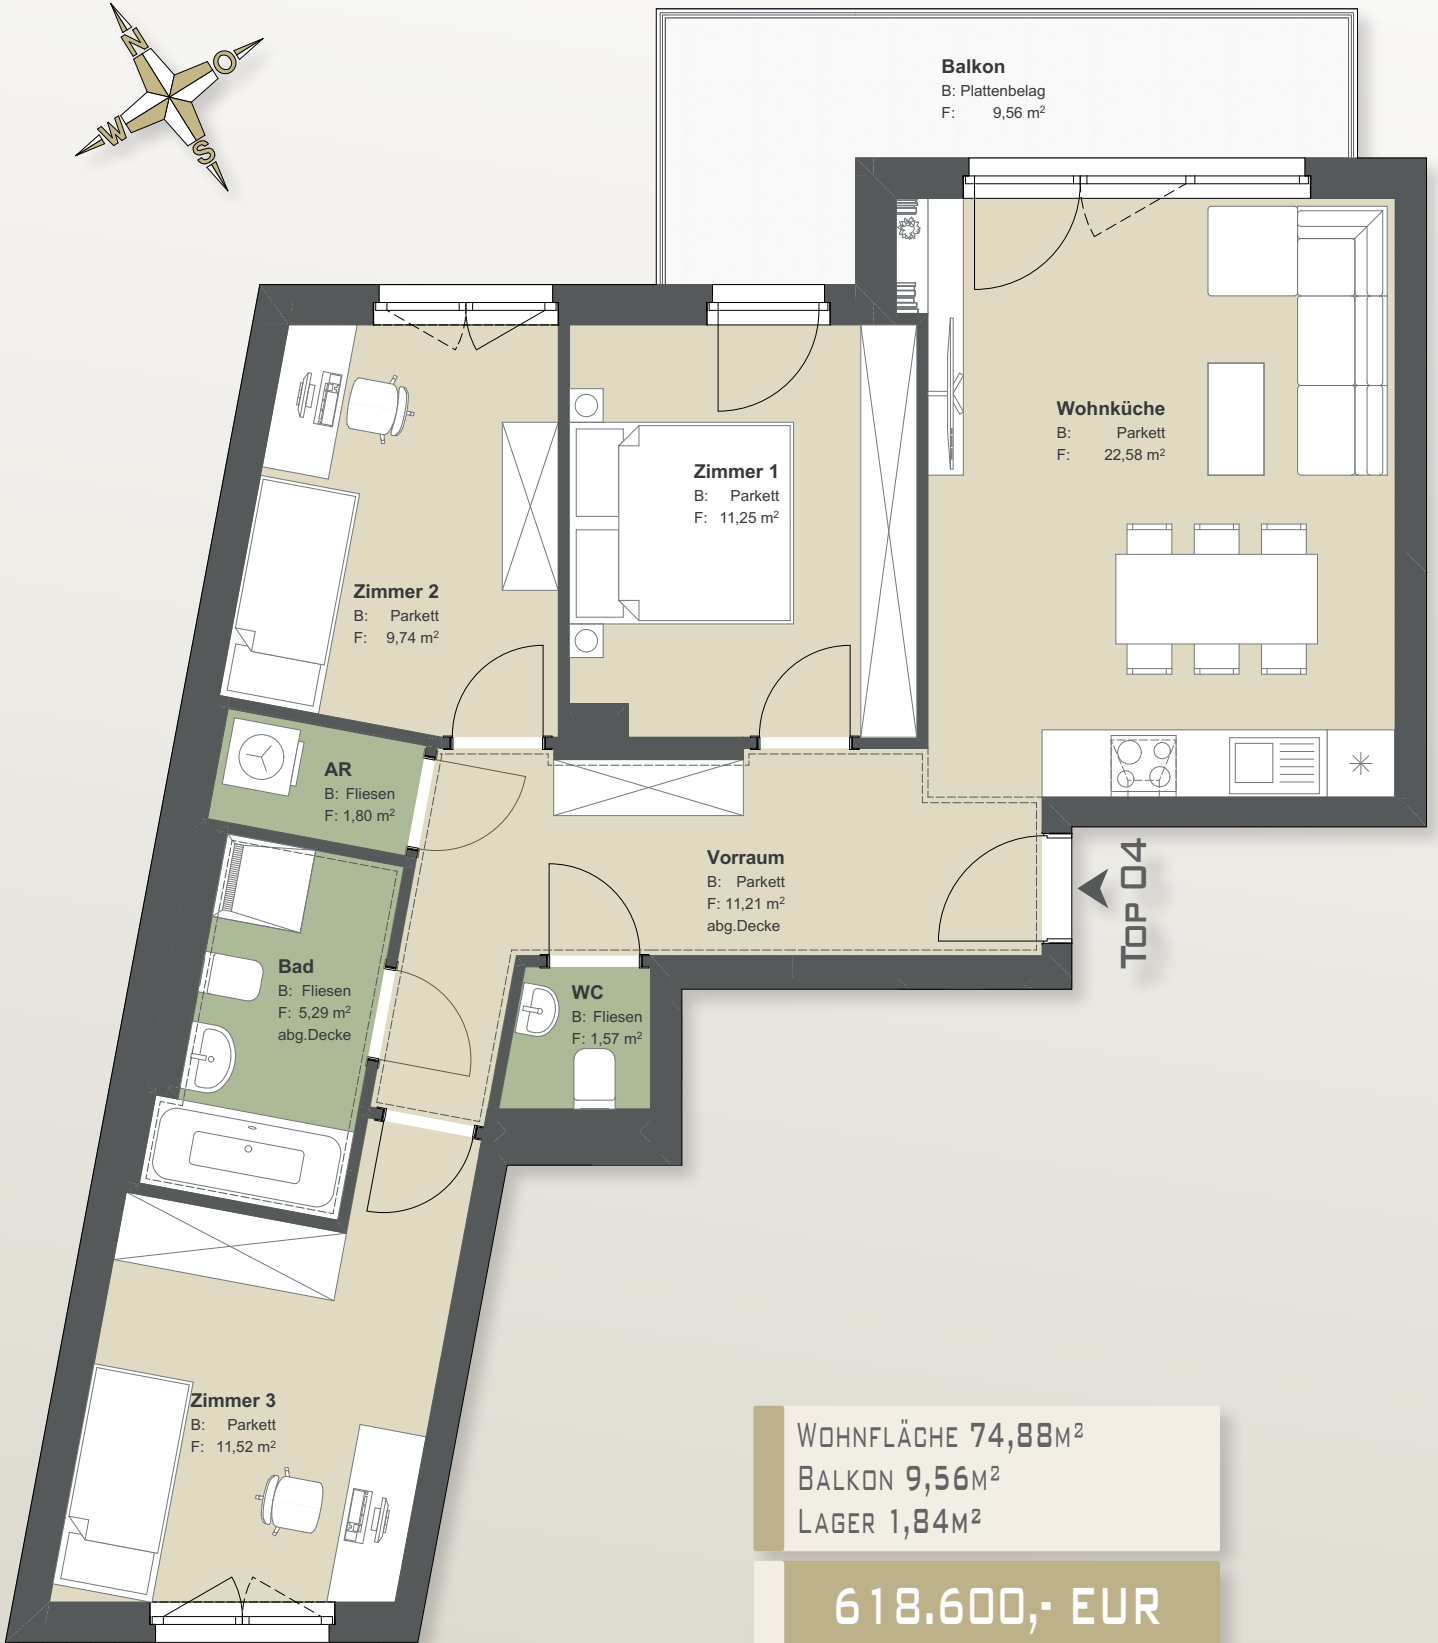 N
O
W
S
Balkon
B: Plattenbelag
F: 9,56 m²
Wohnküche
B: Parkett
F: 22,58 m²
Zimmer 1
B: Parkett
F: 11,25 m²
Zimmer 2
B: Parkett
F: 9,74 m²
AR
B: Fliesen
F: 1,80 m²
Vorraum
B: Parkett
F: 11,21 m²
abg.Decke
TOP 04
Bad
B: Fliesen
F: 5,29 m²
abg.Decke
WC
B: Fliesen
F: 1,57 m²
Zimmer 3
B: Parkett
F: 11,52 m²
WOHNFLÄCHE 74,88M²
BALKON 9,56M²
LAGER 1,84M²
618.600,- EUR